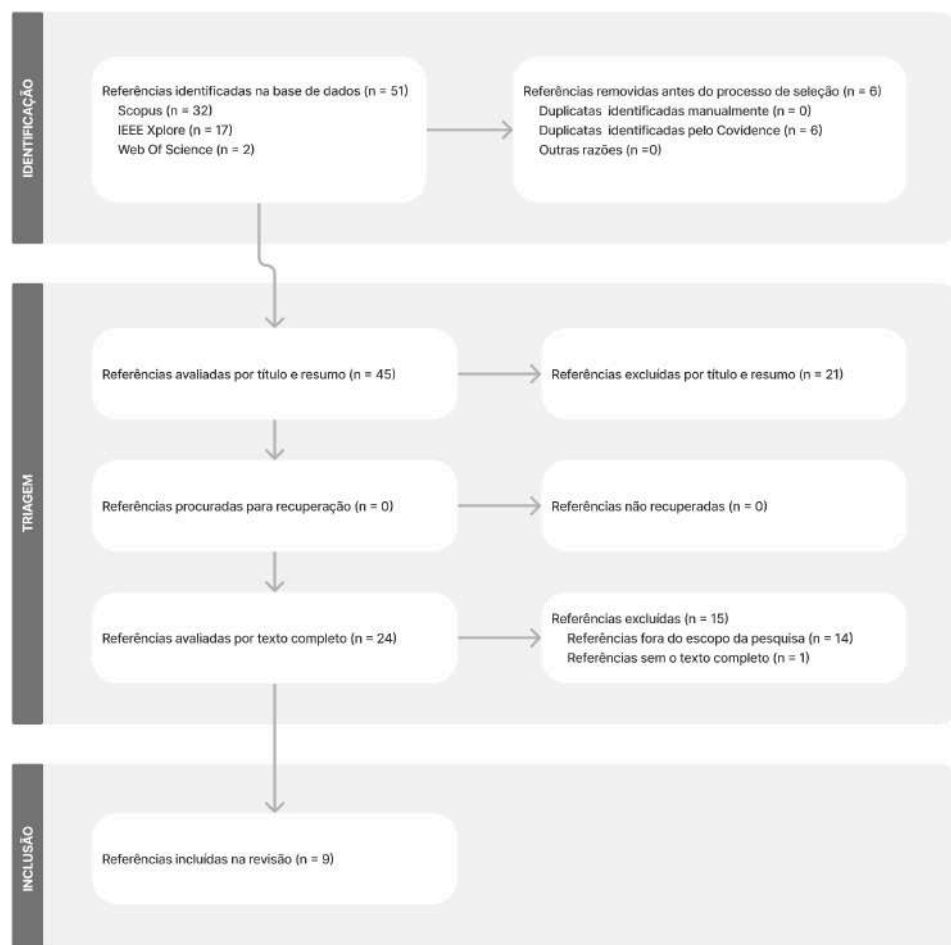 IDENTIFICAÇÃO
Referências identificadas na base de dados (n = 51)
Scopus (n = 32)
IEEE Xplore (n = 17)
Web Of Science (n = 2)
Referências removidas antes do processo de seleção (n = 6)
Duplicatas identificadas manualmente (n = 0)
Duplicatas identificadas pelo Covidence (n = 6)
Outras razões (n =0)
TRIAGEM
Referências avaliadas por título e resumo (n = 45)
Referências excluídas por título e resumo (n = 21)
Referências procuradas para recuperação (n = 0)
Referências não recuperadas (n = 0)
Referências avaliadas por texto completo (n = 24)
Referências excluídas (n = 15)
Referências fora do escopo da pesquisa (n = 14)
Referências sem o texto completo (n = 1)
INCLUSÃO
Referências incluídas na revisão (n = 9)